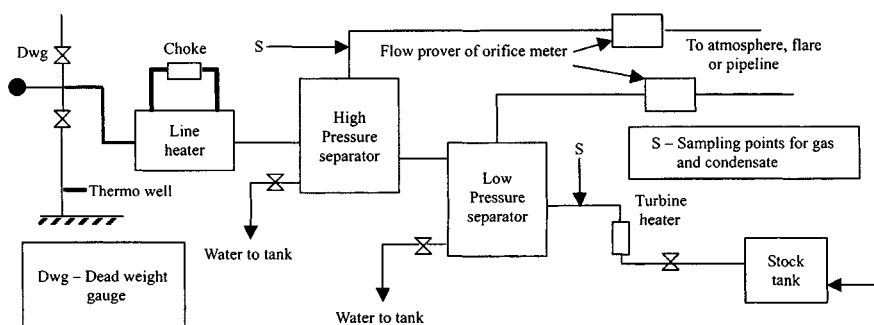 Dwg
Choke
S
Flow prover of orifice meter
To atmosphere, flare
or pipeline
Line
heater
High
Pressure
separator
S – Sampling points for gas
and condensate
Thermo well
Low
Pressure
separator
S
Turbine
heater
Water to tank
Dwg – Dead weight
gauge
Stock
tank
Water to tank